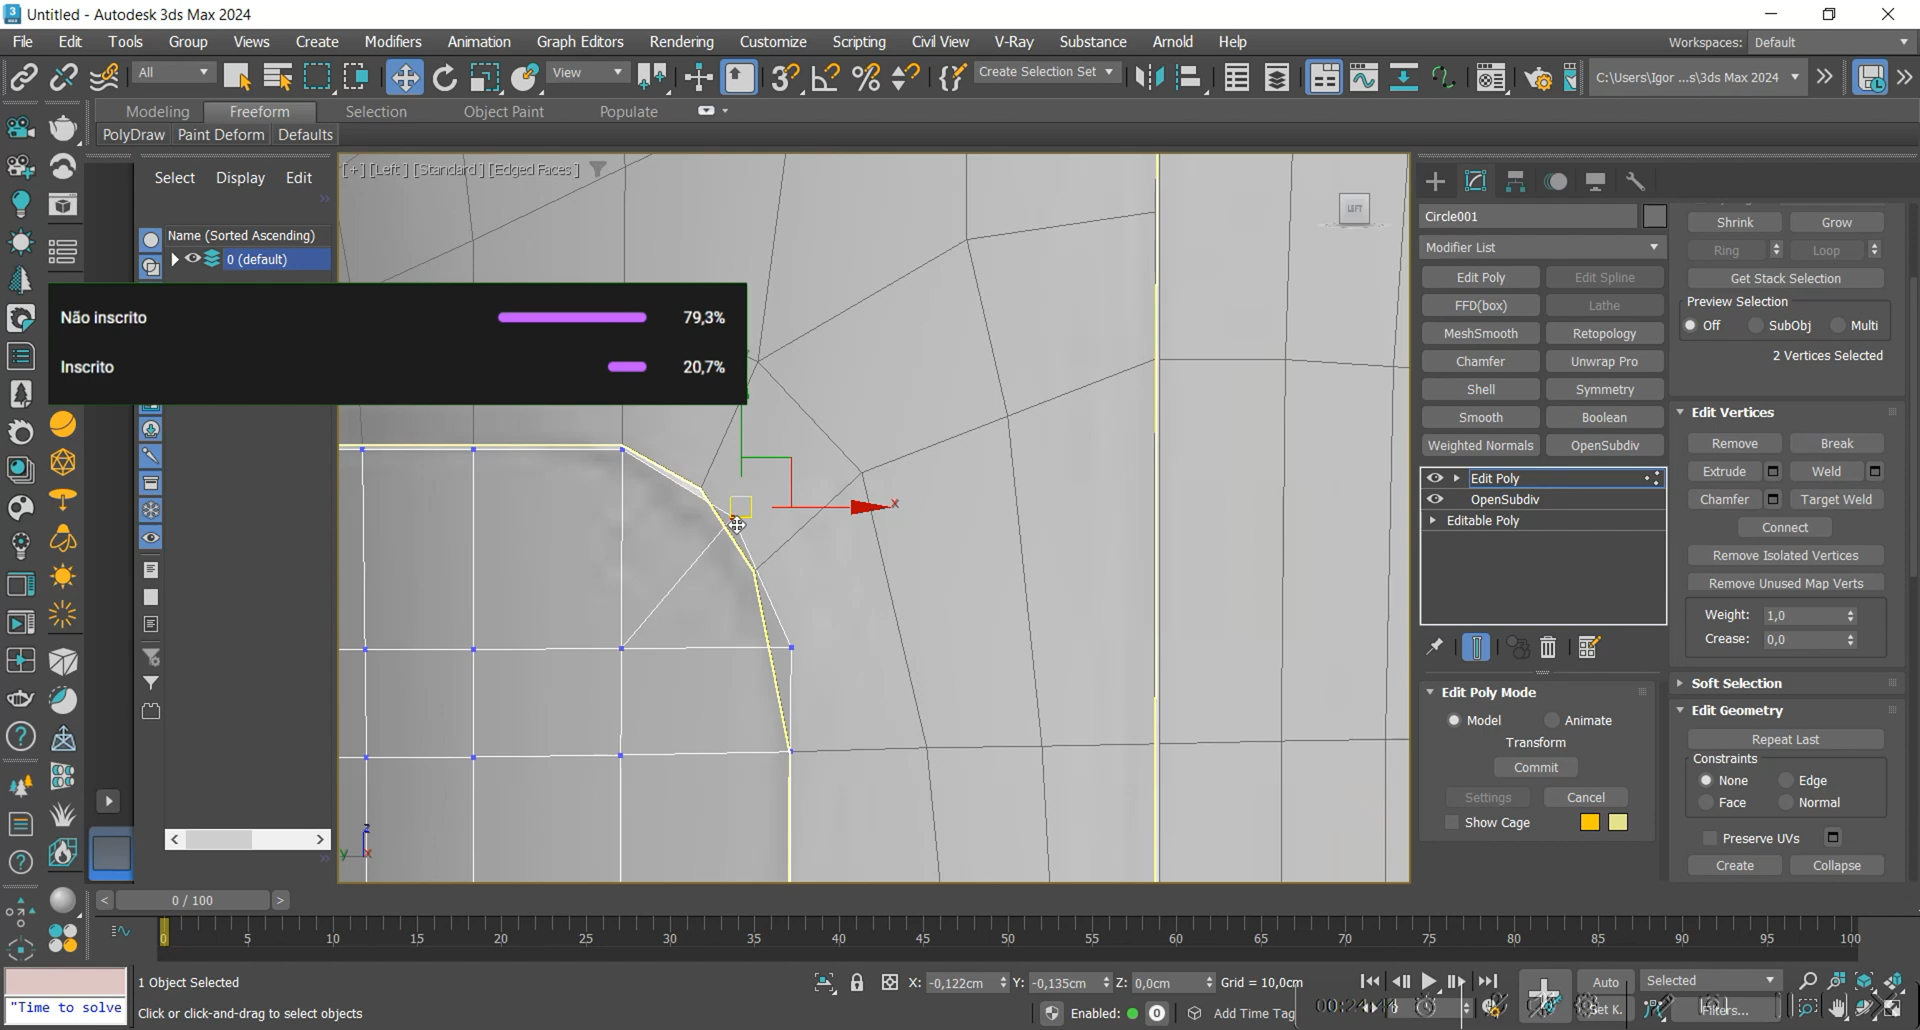 Untitled - Autodesk 3ds Max 2024
File Edit Tools Group Views Create Modifiers Animation Graph Editors Rendering Customize Scripting Civil View V-Ray Substance Arnold Help
Workspaces: Default
All
View
Create Selection Set
C:\Users\Igor ...s\3ds Max 2024
Modeling Freeform Selection Object Paint Populate
PolyDraw Paint Deform Defaults
Select Display Edit
Name (Sorted Ascending)
0 (default)
[+] [Left ] [Standard ] [Edged Faces ]
LEFT
Não inscrito 79,3%
Inscrito 20,7%
x
z
y x
Circle001
Modifier List
Edit Poly Edit Spline
FFD(box) Lathe
MeshSmooth Retopology
Chamfer Unwrap Pro
Shell Symmetry
Smooth Boolean
Weighted Normals OpenSubdiv
Edit Poly
OpenSubdiv
Editable Poly
Edit Poly Mode
Model Animate
Transform
Commit
Settings Cancel
Show Cage
Shrink Grow
Ring Loop
Get Stack Selection
Preview Selection
Off SubObj Multi
2 Vertices Selected
Edit Vertices
Remove Break
Extrude Weld
Chamfer Target Weld
Connect
Remove Isolated Vertices
Remove Unused Map Verts
Weight: 1,0
Crease: 0,0
Soft Selection
Edit Geometry
Repeat Last
Constraints
None Edge
Face Normal
Preserve UVs
Create Collapse
0 / 100
0 5 10 15 20 25 30 35 40 45 50 55 60 65 70 75 80 85 90 95 100
1 Object Selected
X: -0,122cm Y: -0,135cm Z: 0,0cm Grid = 10,0cm
Auto Selected
"Time to solve
Click or click-and-drag to select objects
Enabled: 0 Add Time Tag
Filters...